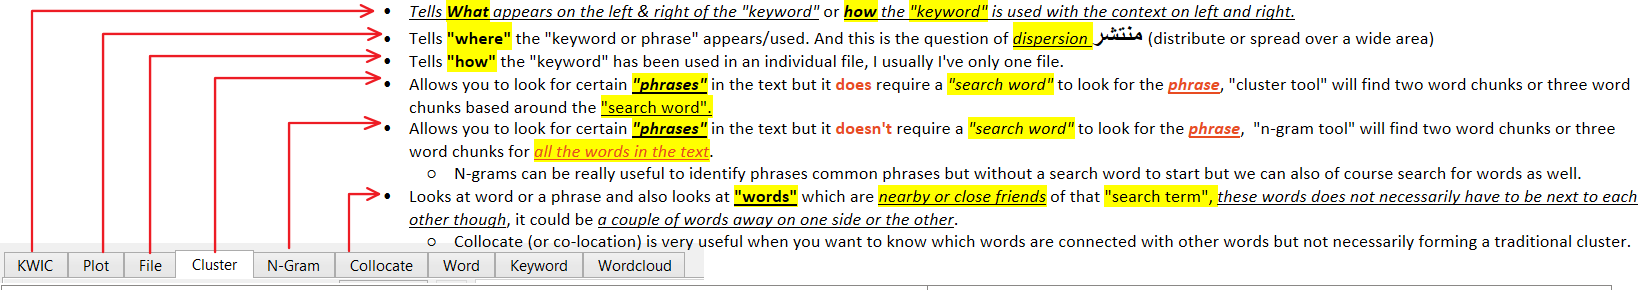 • Tells What appears on the left & right of the "keyword" or how the "keyword" is used with the context on left and right.
• Tells "where" the "keyword or phrase" appears/used. And this is the question of dispersion منتشر (distribute or spread over a wide area)
• Tells "how" the "keyword" has been used in an individual file, I usually I've only one file.
• Allows you to look for certain "phrases" in the text but it does require a "search word" to look for the phrase, "cluster tool" will find two word chunks or three word
chunks based around the "search word".
• Allows you to look for certain "phrases" in the text but it doesn't require a "search word" to look for the phrase, "n-gram tool" will find two word chunks or three
word chunks for all the words in the text.
o N-grams can be really useful to identify phrases common phrases but without a search word to start but we can also of course search for words as well.
• Looks at word or a phrase and also looks at "words" which are nearby or close friends of that "search term", these words does not necessarily have to be next to each
other though, it could be a couple of words away on one side or the other.
o Collocate (or co-location) is very useful when you want to know which words are connected with other words but not necessarily forming a traditional cluster.
KWIC Plot File Cluster N-Gram Collocate Word Keyword Wordcloud